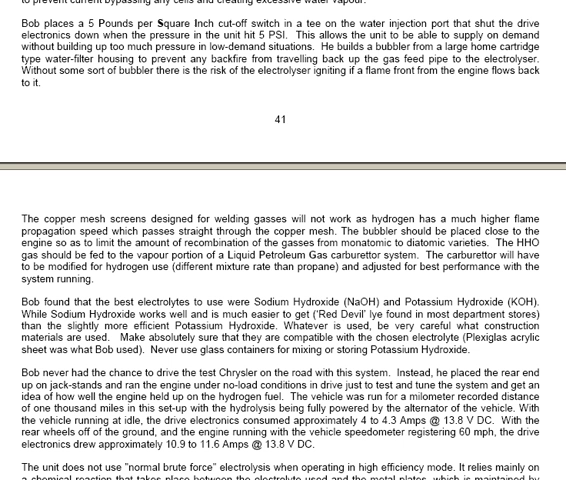 to prevent current bypassing any cells and creating excessive water vapour.
Bob places a 5 Pounds per Square Inch cut-off switch in a tee on the water injection port that shut the drive
electronics down when the pressure in the unit hit 5 PSI.  This allows the unit to be able to supply on demand
without building up too much pressure in low-demand situations.  He builds a bubbler from a large home cartridge
type water-filter housing to prevent any backfire from travelling back up the gas feed pipe to the electrolyser.
Without some sort of bubbler there is the risk of the electrolyser igniting if a flame front from the engine flows back
to it.
41
The copper mesh screens designed for welding gasses will not work as hydrogen has a much higher flame
propagation speed which passes straight through the copper mesh. The bubbler should be placed close to the
engine so as to limit the amount of recombination of the gasses from monatomic to diatomic varieties.  The HHO
gas should be fed to the vapour portion of a Liquid Petroleum Gas carburettor system.  The carburettor will have
to be modified for hydrogen use (different mixture rate than propane) and adjusted for best performance with the
system running.
Bob found that the best electrolytes to use were Sodium Hydroxide (NaOH) and Potassium Hydroxide (KOH).
While Sodium Hydroxide works well and is much easier to get ('Red Devil' lye found in most department stores)
than the slightly more efficient Potassium Hydroxide.  Whatever is used, be very careful what construction
materials are used.   Make absolutely sure that they are compatible with the chosen electrolyte (Plexiglas acrylic
sheet was what Bob used).  Never use glass containers for mixing or storing Potassium Hydroxide.
Bob never had the chance to drive the test Chrysler on the road with this system.  Instead, he placed the rear end
up on jack-stands and ran the engine under no-load conditions in drive just to test and tune the system and get an
idea of how well the engine held up on the hydrogen fuel.  The vehicle was run for a milometer recorded distance
of one thousand miles in this set-up with the hydrolysis being fully powered by the alternator of the vehicle. With
the vehicle running at idle, the drive electronics consumed approximately 4 to 4.3 Amps @ 13.8 V DC.  With the
rear wheels off of the ground, and the engine running with the vehicle speedometer registering 60 mph, the drive
electronics drew approximately 10.9 to 11.6 Amps @ 13.8 V DC.
The unit does not use "normal brute force" electrolysis when operating in high efficiency mode. It relies mainly on
a chemical reaction that takes place between the electrolyte used and the metal plates, which is maintained by